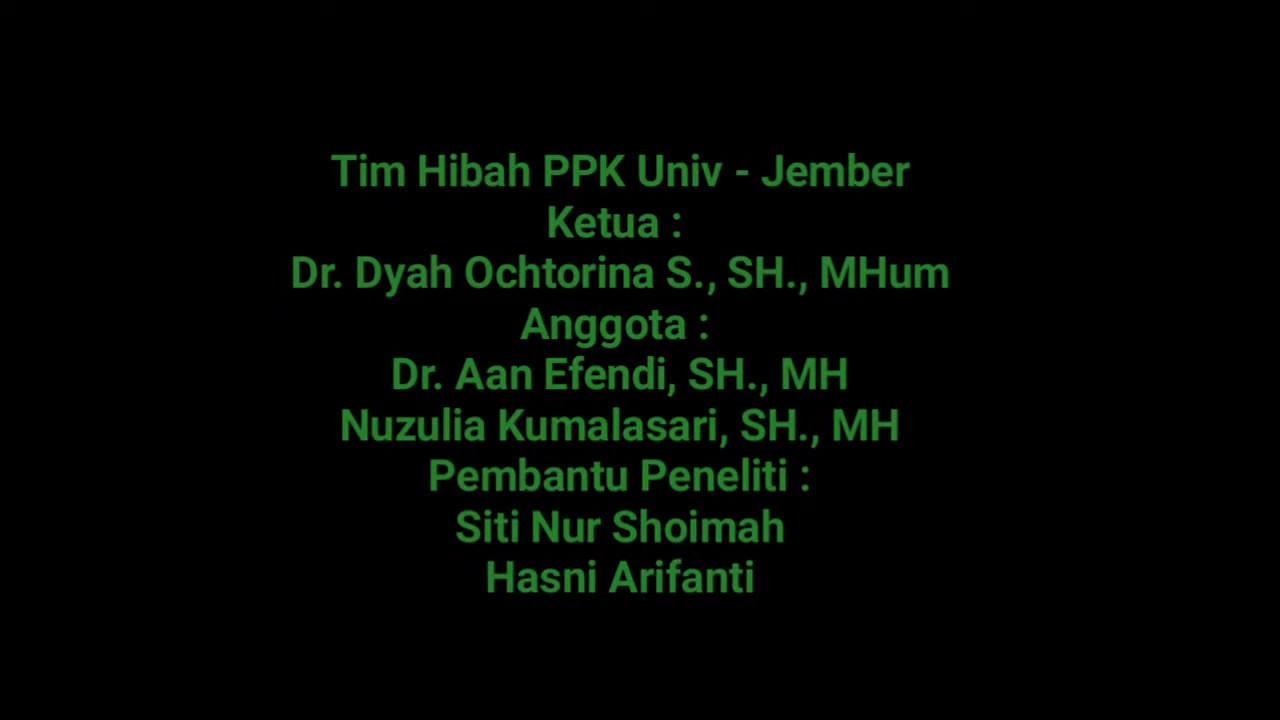 Tim Hibah PPK Univ - Jember
Ketua :
Dr. Dyah Ochtorina S., SH., MHum
Anggota :
Dr. Aan Efendi, SH., MH
Nuzulia Kumalasari, SH., MH
Pembantu Peneliti :
Siti Nur Shoimah
Hasni Arifanti